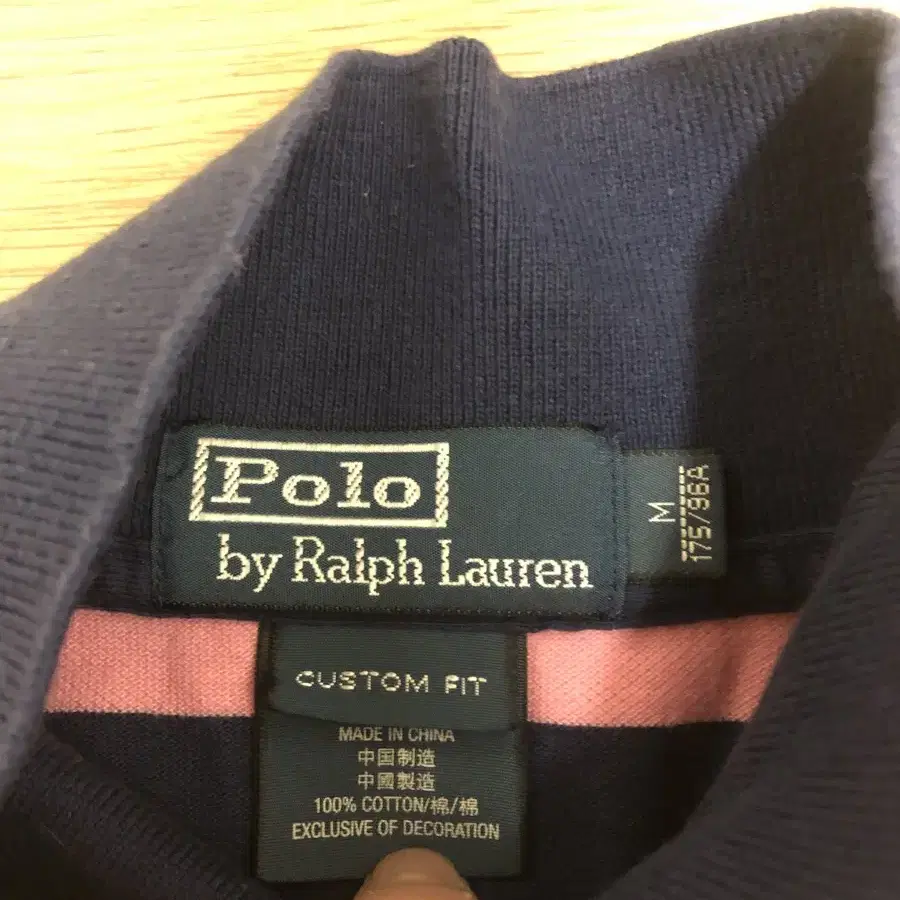 Polo
by Ralph Lauren
M
175/96A
CUSTOM FIT
MADE IN CHINA
中国制造
中國製造
100% COTTON/棉/棉
EXCLUSIVE OF DECORATION